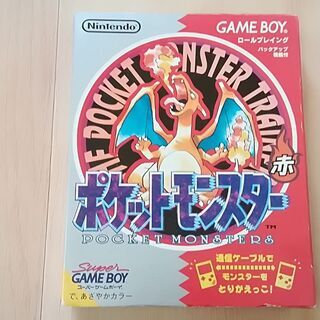 Nintendo
GAME BOY®
ロールプレイング
バックアップ
機能付
THE POCKET MONSTER TRAINER
赤
ポケットモンスター
TM
POCKET MONSTERS
Super
GAME BOY
スーパーゲームボーイ
で、あざやかカラー
通信ケーブルで
モンスターを
とりかえっこ!